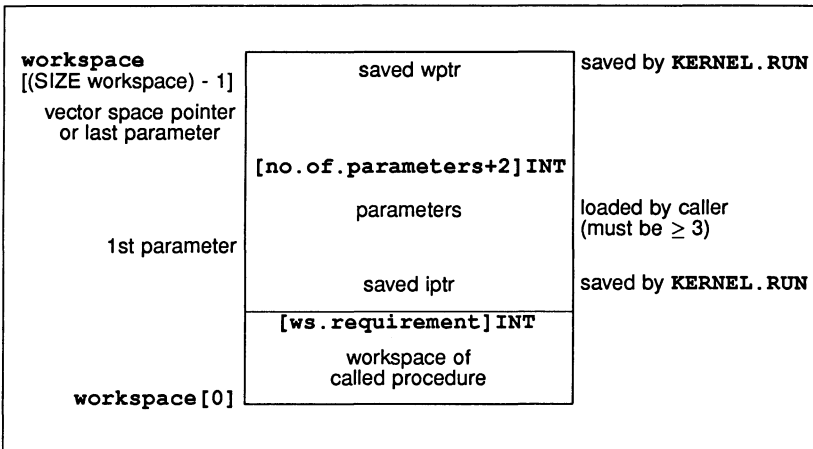 workspace
[(SIZE workspace) - 1]
saved wptr
saved by KERNEL.RUN
vector space pointer
or last parameter
[no.of.parameters+2]INT
parameters
loaded by caller
(must be ≥ 3)
1st parameter
saved iptr
saved by KERNEL.RUN
[ws.requirement]INT
workspace of
called procedure
workspace[0]